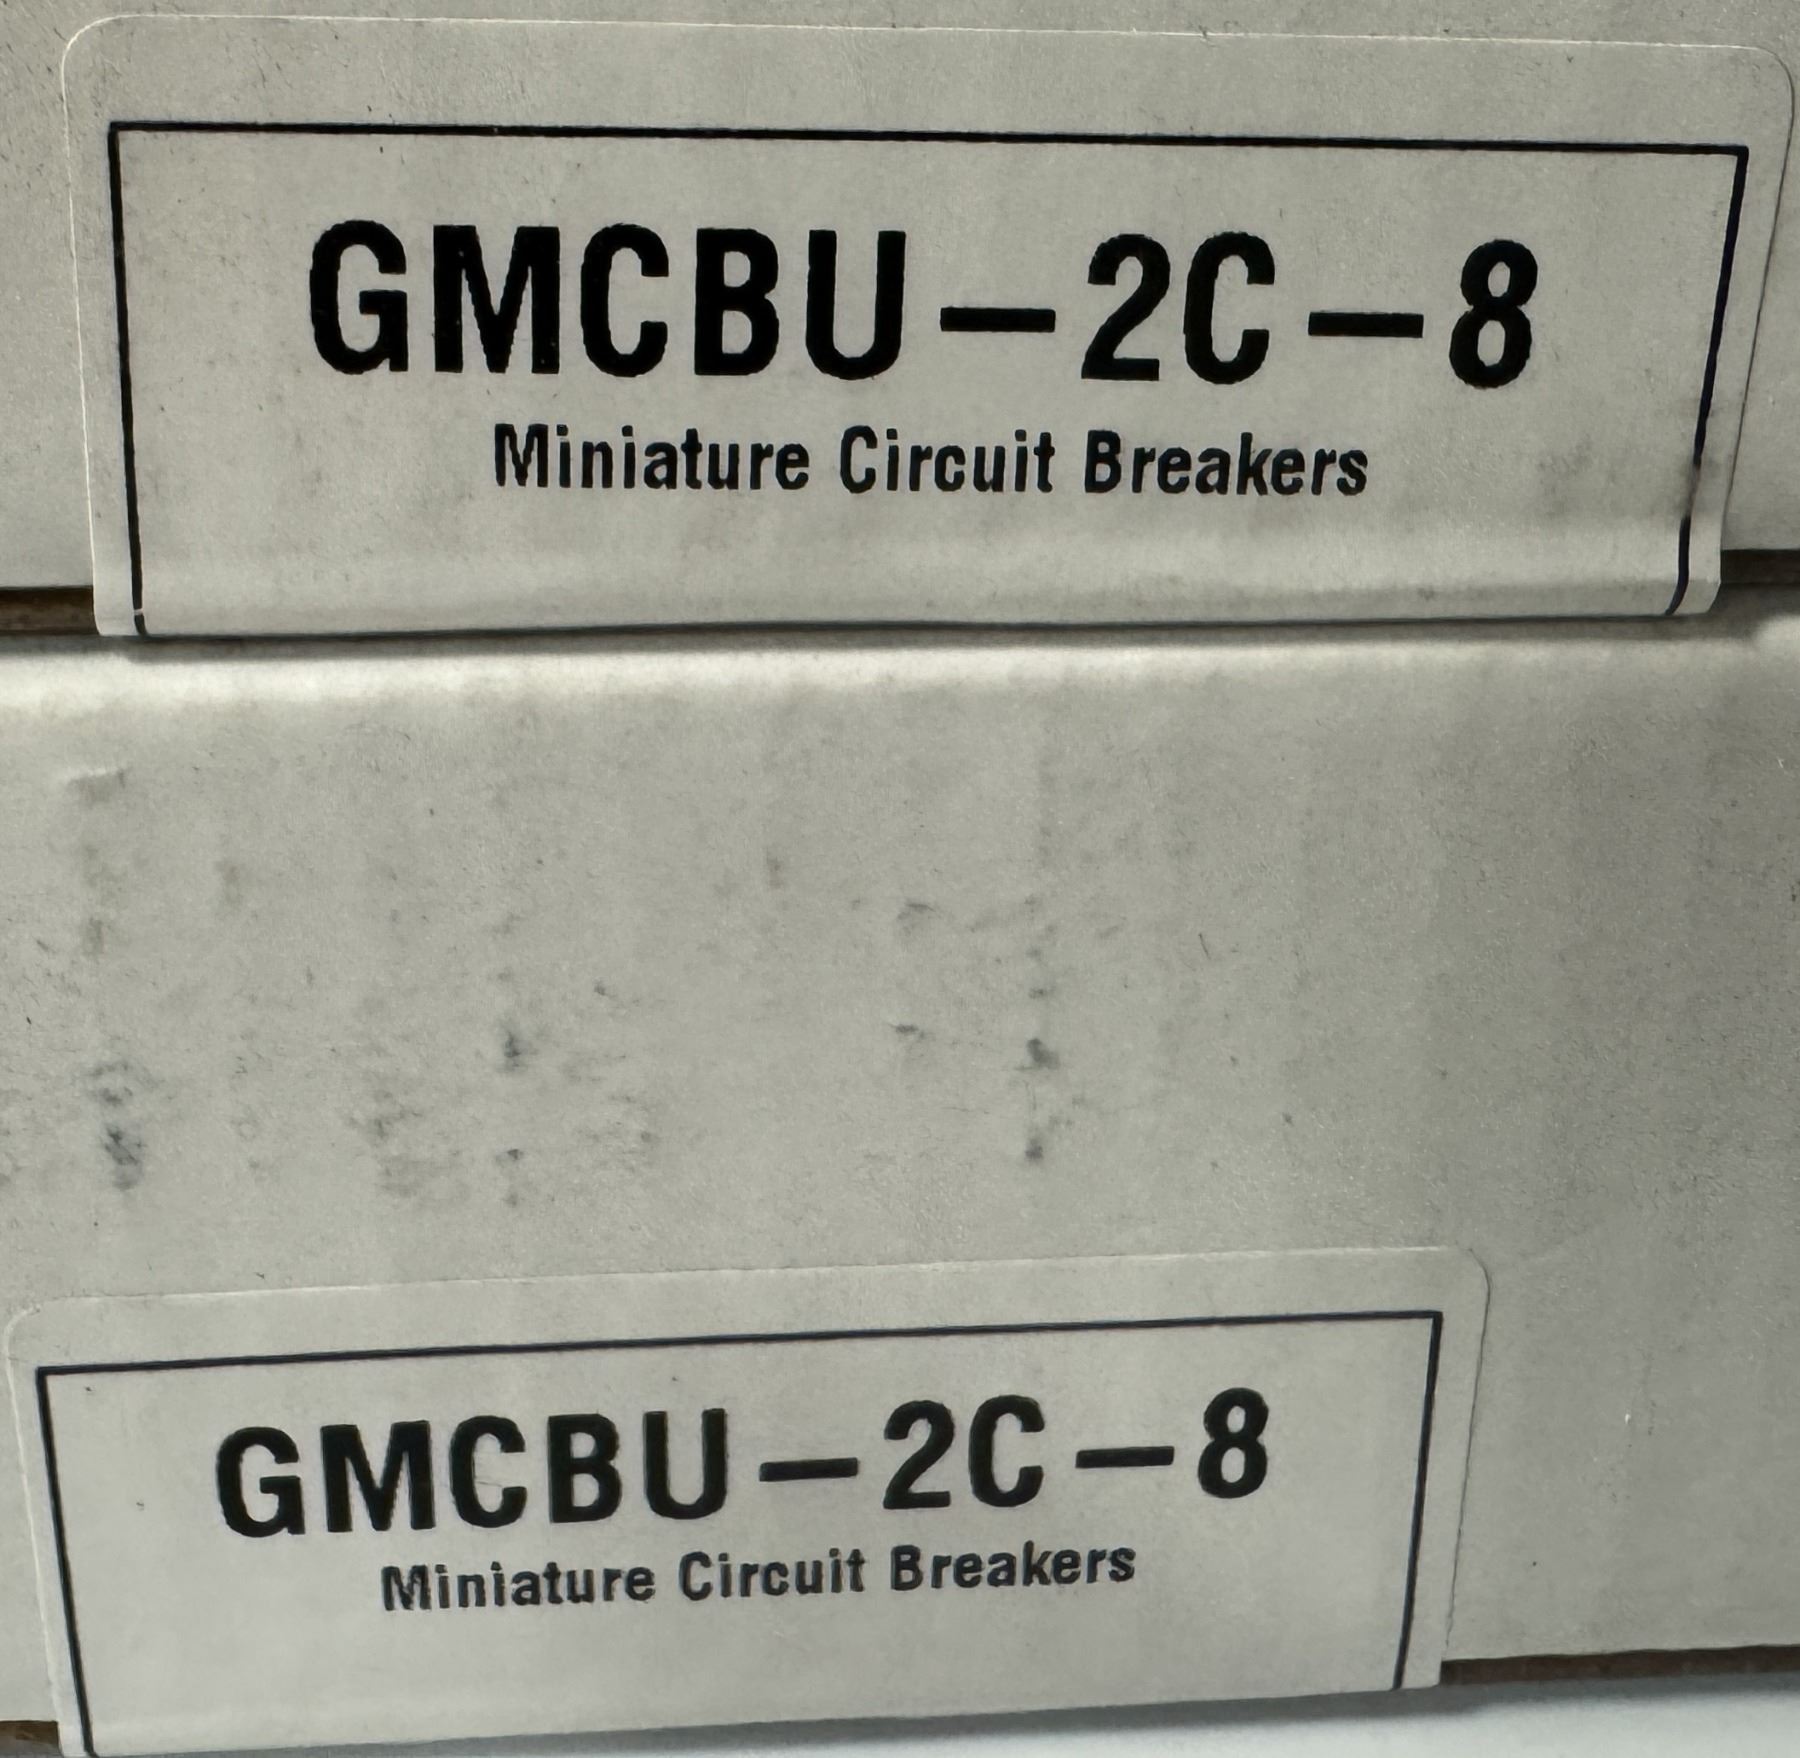 GMCBU-2C-8
Miniature Circuit Breakers
GMCBU-2C-8
Miniature Circuit Breakers